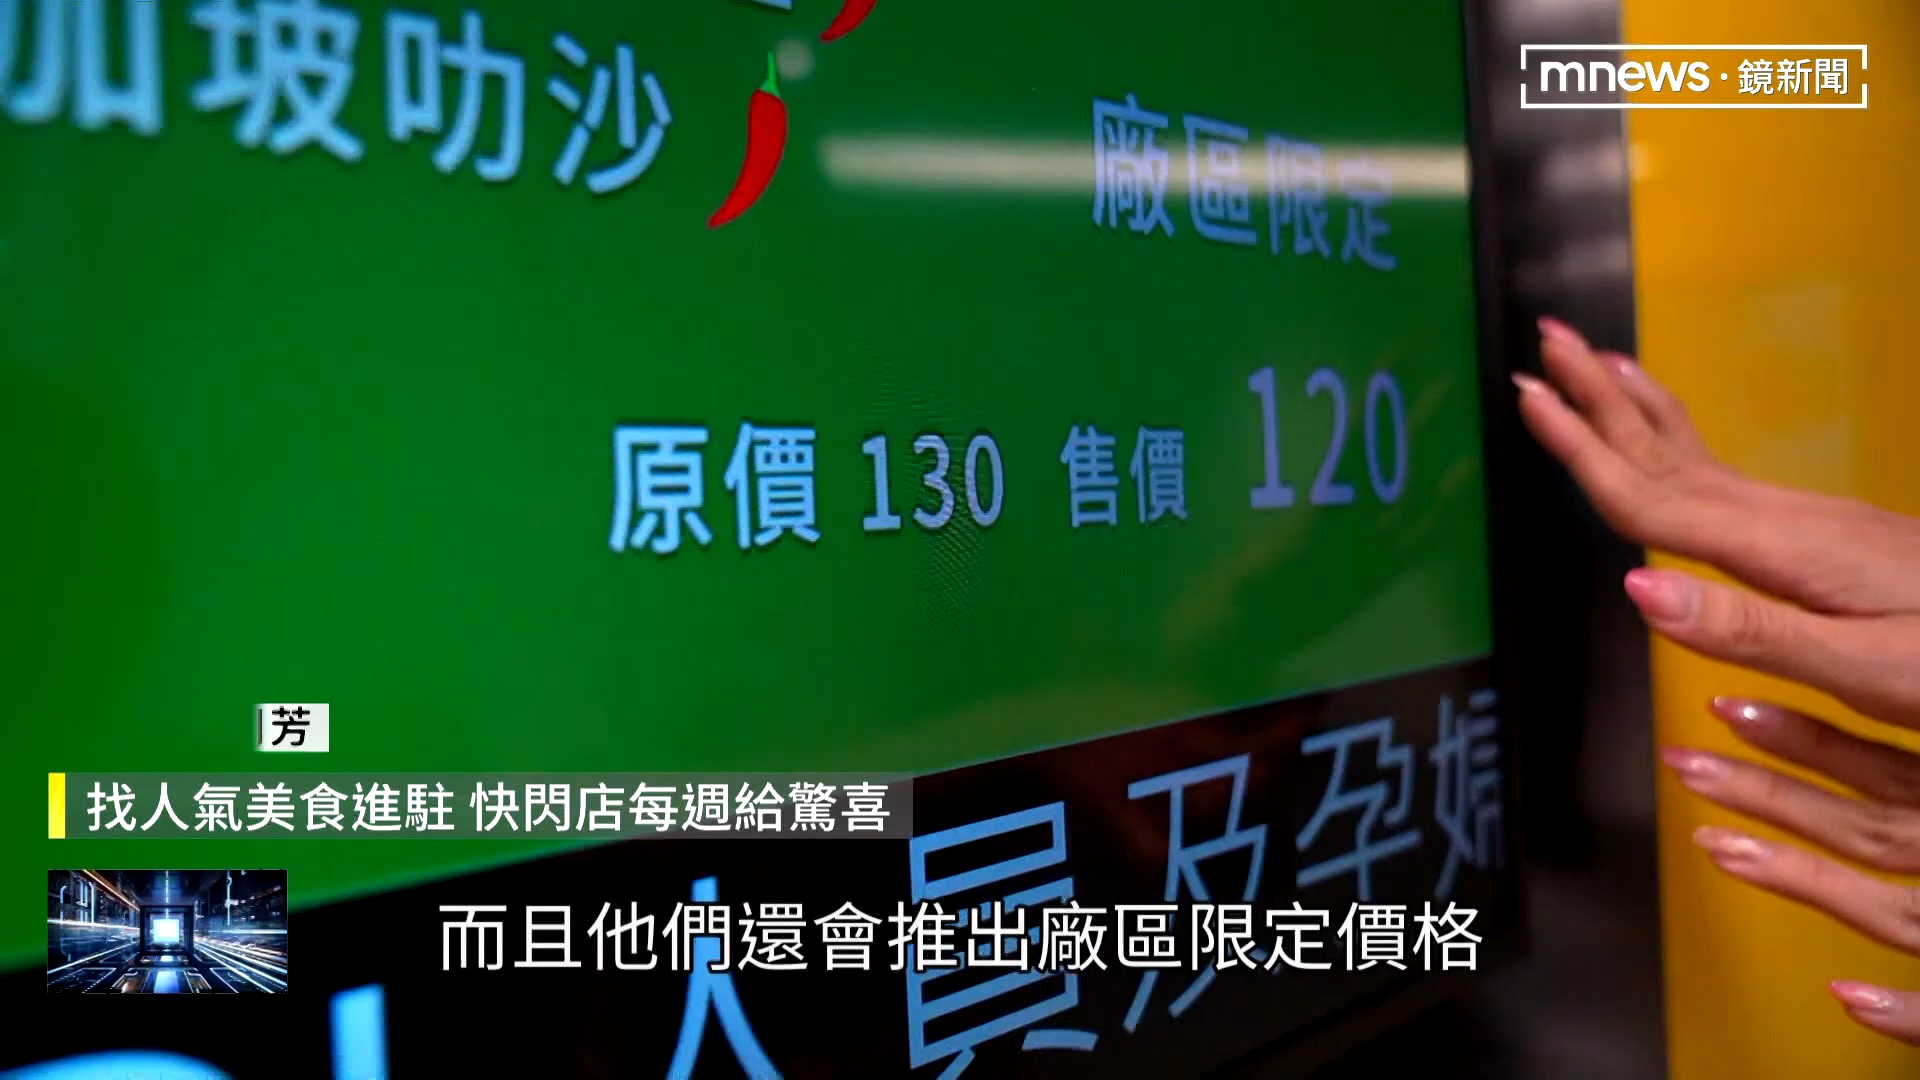 mnews·鏡新聞
加坡叻沙
廠區限定
原價 130 售價 120
芳
找人氣美食進駐 快閃店每週給驚喜
人員及孕婦
而且他們還會推出廠區限定價格